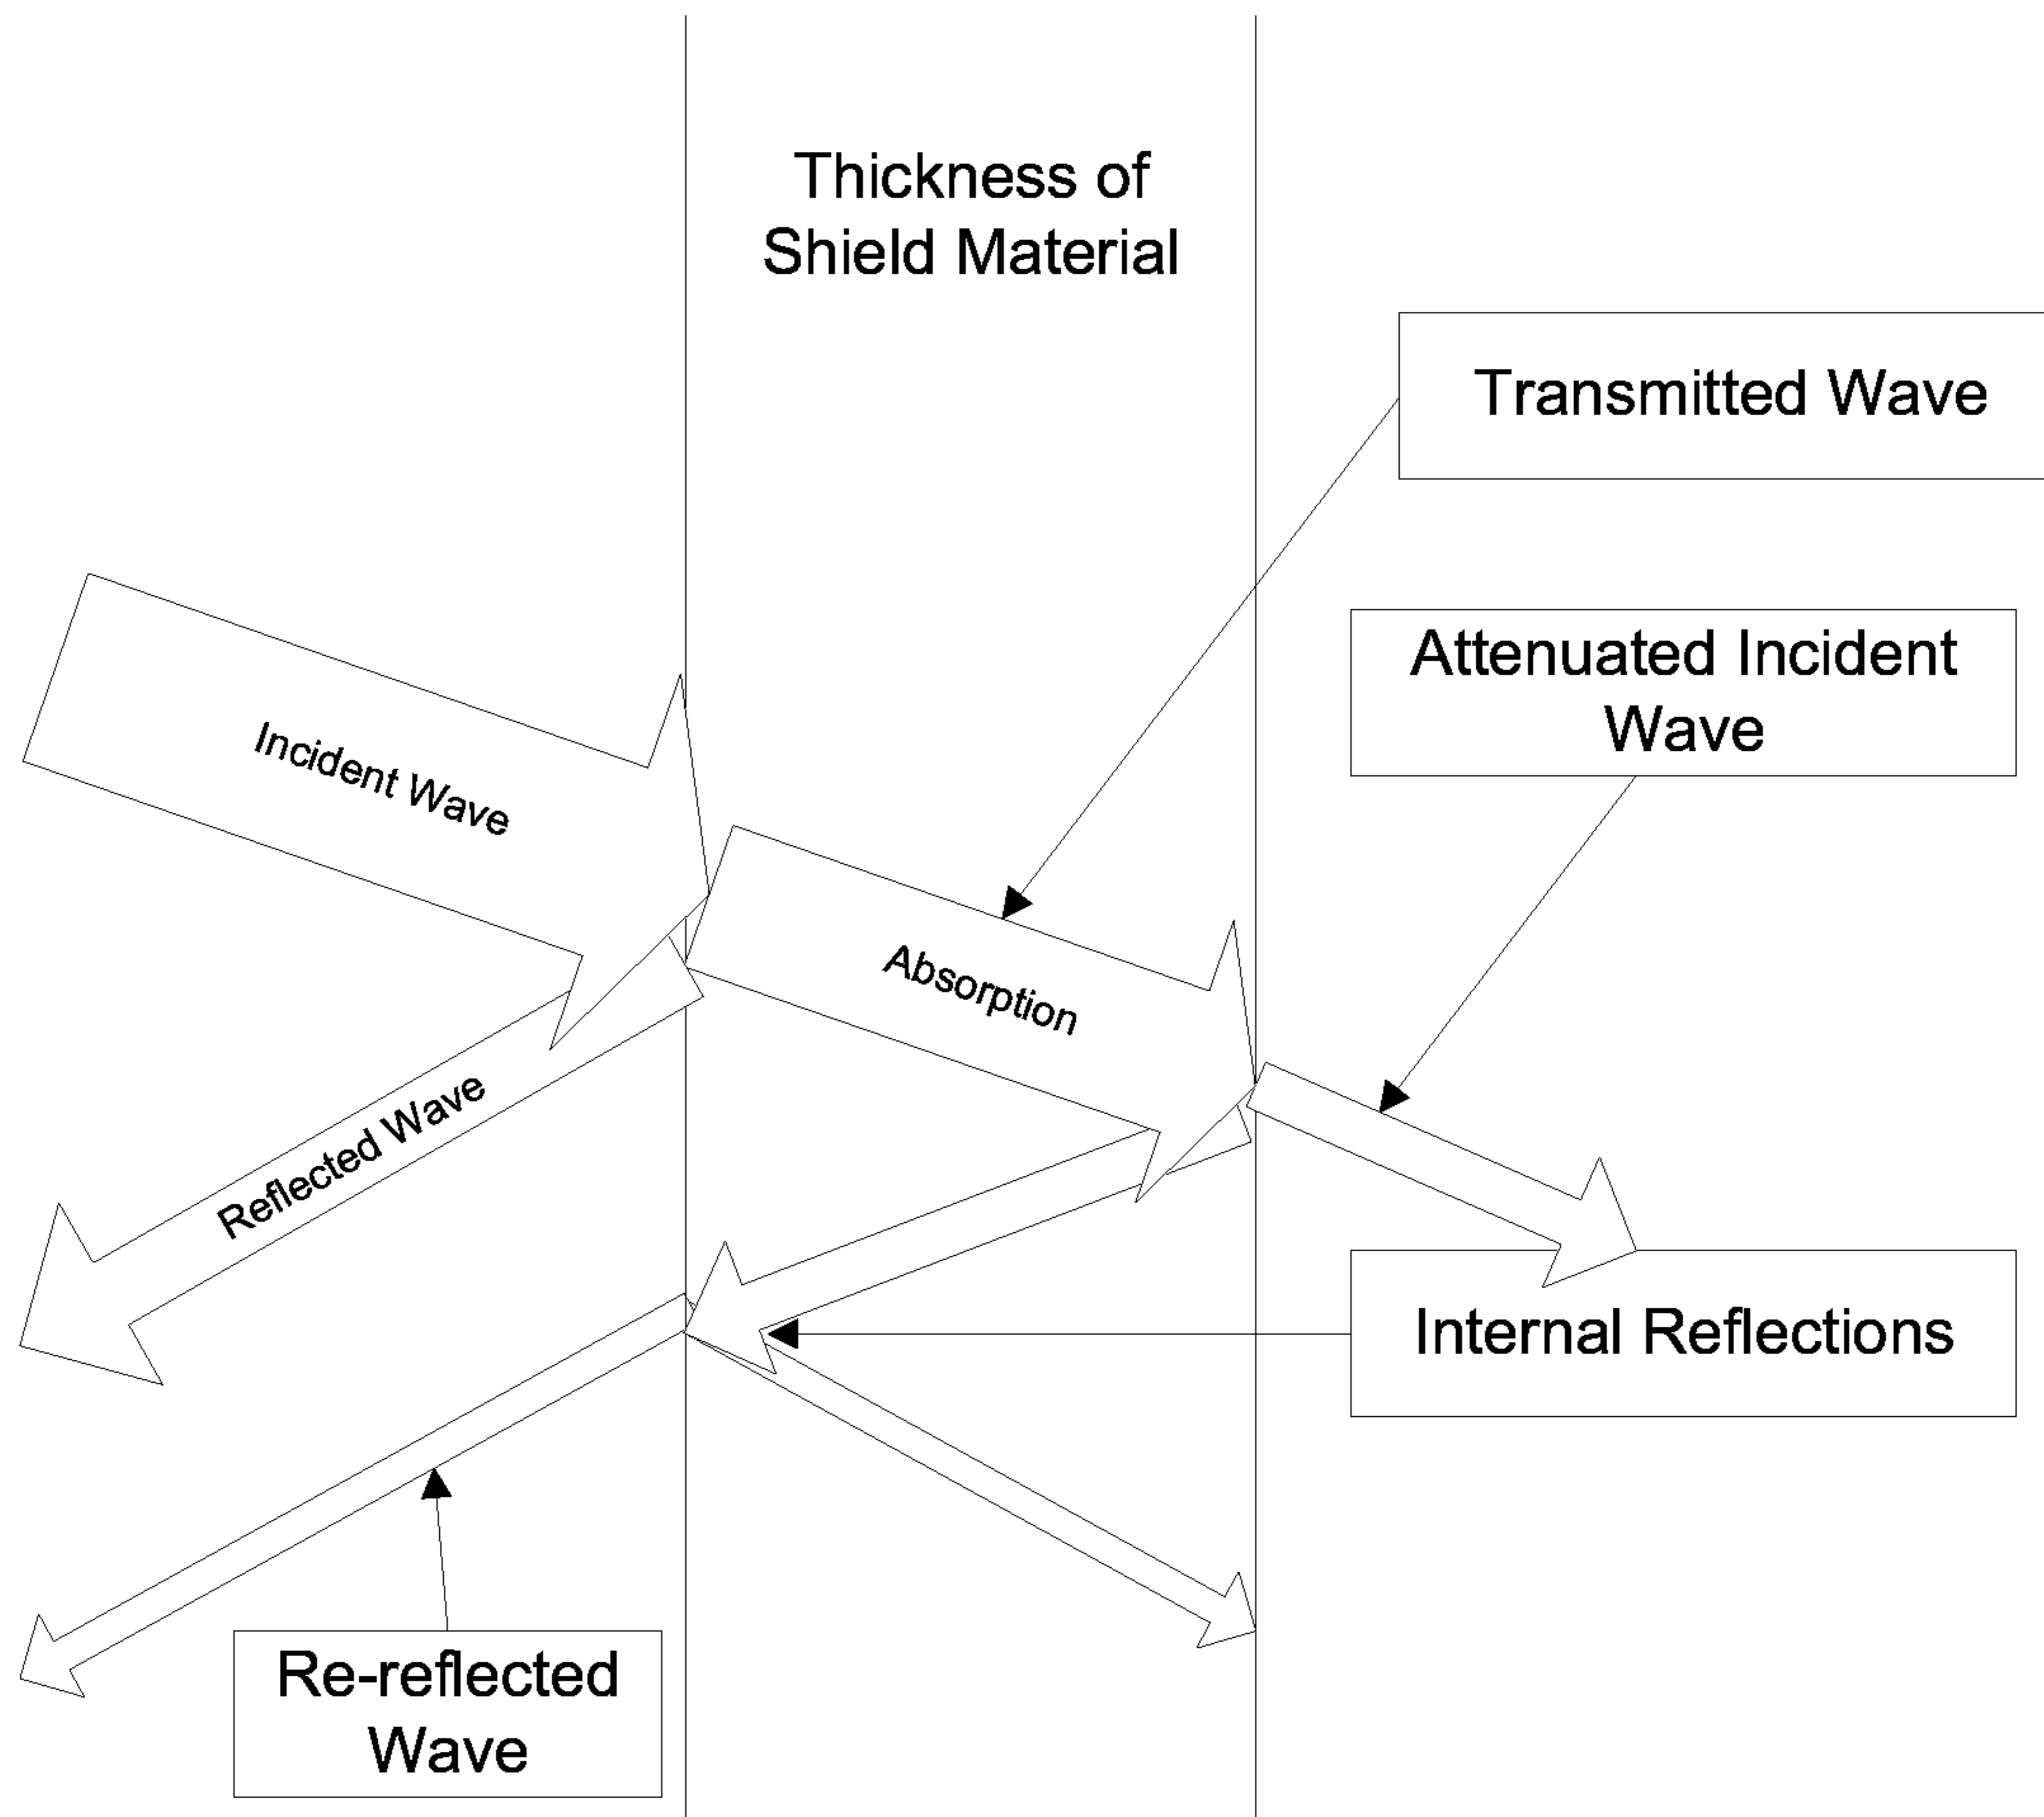 Thickness of
Shield Material
Transmitted Wave
Attenuated Incident
Wave
Incident Wave
Absorption
Reflected Wave
Internal Reflections
Re-reflected
Wave